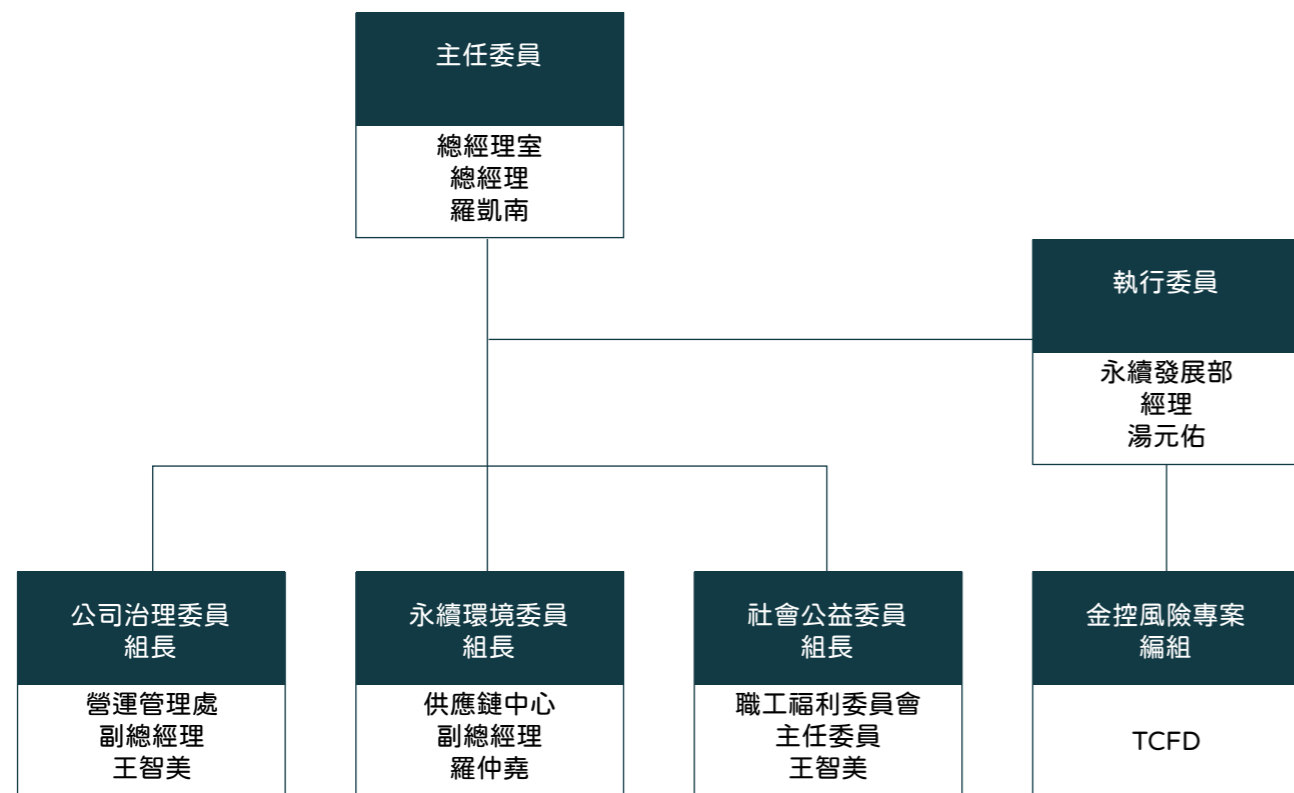 主任委員
總經理室
總經理
羅凱南
執行委員
永續發展部
經理
湯元佑
公司治理委員
組長
營運管理處
副總經理
王智美
永續環境委員
組長
供應鏈中心
副總經理
羅仲堯
社會公益委員
組長
職工福利委員會
主任委員
王智美
金控風險專案
編組
TCFD